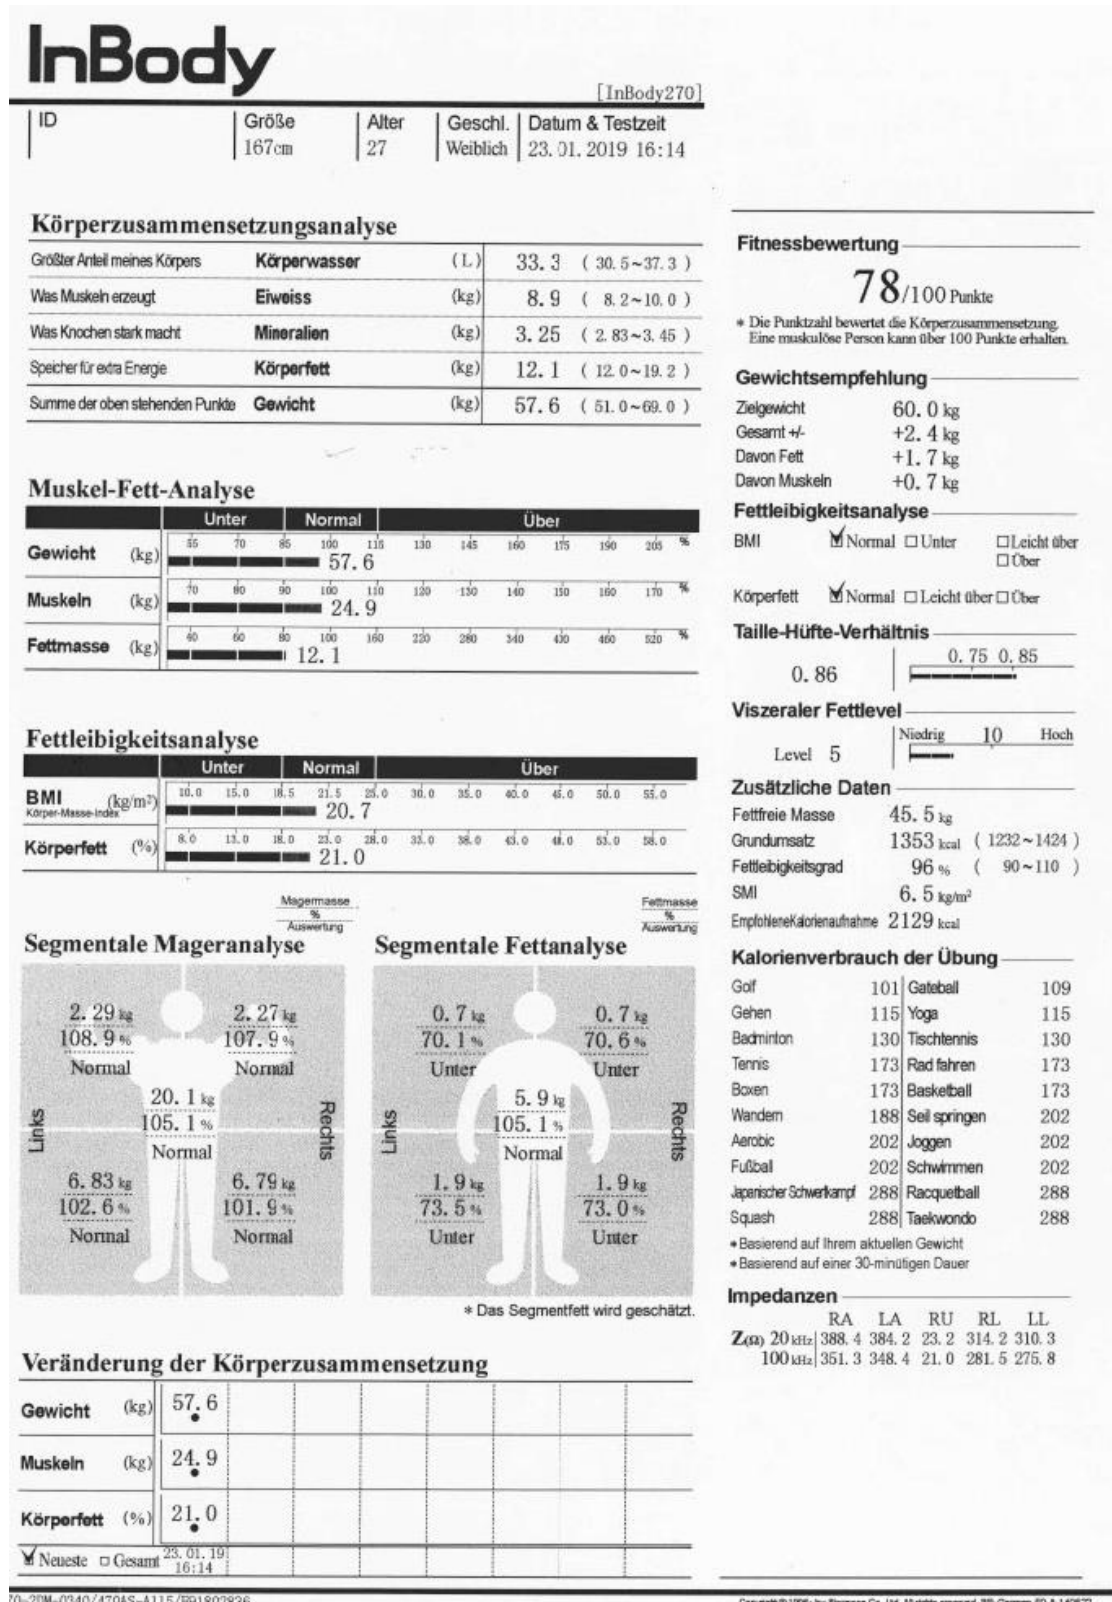 InBody
[InBody270]
ID Größe Alter Geschl. Datum & Testzeit
167cm 27 Weiblich 23.01.2019 16:14
Körperzusammensetzungsanalyse
Größter Anteil meines Körpers Körperwasser (L) 33.3 ( 30.5~37.3 )
Was Muskeln erzeugt Eiweiss (kg) 8.9 ( 8.2~10.0 )
Was Knochen stark macht Mineralien (kg) 3.25 ( 2.83~3.45 )
Speicher für extra Energie Körperfett (kg) 12.1 ( 12.0~19.2 )
Summe der oben stehenden Punkte Gewicht (kg) 57.6 ( 51.0~69.0 )
Muskel-Fett-Analyse
Unter Normal Über
Gewicht (kg) 55 70 85 100 115 130 145 160 175 190 205 %
57.6
Muskeln (kg) 70 80 90 100 110 120 130 140 150 160 170 %
24.9
Fettmasse (kg) 40 60 80 100 160 220 280 340 400 460 520 %
12.1
Fettleibigkeitsanalyse
Unter Normal Über
BMI (kg/m²) 10.0 15.0 18.5 21.5 25.0 30.0 35.0 40.0 45.0 50.0 55.0
Körper-Masse-Index 20.7
Körperfett (%) 8.0 13.0 18.0 23.0 28.0 33.0 38.0 43.0 48.0 53.0 58.0
21.0
Magermasse
%
Auswertung
Segmentale Mageranalyse
2.29 kg 2.27 kg
108.9 % 107.9 %
Normal Normal
20.1 kg
105.1 %
Normal
Links Rechts
6.83 kg 6.79 kg
102.6 % 101.9 %
Normal Normal
Fettmasse
%
Auswertung
Segmentale Fettanalyse
0.7 kg 0.7 kg
70.1 % 70.6 %
Unter Unter
5.9 kg
105.1 %
Normal
Links Rechts
1.9 kg 1.9 kg
73.5 % 73.0 %
Unter Unter
* Das Segmentfett wird geschätzt.
Veränderung der Körperzusammensetzung
Gewicht (kg) 57.6
Muskeln (kg) 24.9
Körperfett (%) 21.0
Neueste Gesamt 23.01.19
16:14
Fitnessbewertung
78/100 Punkte
* Die Punktzahl bewertet die Körperzusammensetzung.
Eine muskulöse Person kann über 100 Punkte erhalten.
Gewichtsempfehlung
Zielgewicht 60.0 kg
Gesamt +/- +2.4 kg
Davon Fett +1.7 kg
Davon Muskeln +0.7 kg
Fettleibigkeitsanalyse
BMI Normal Unter Leicht über
Über
Körperfett Normal Leicht über Über
Taille-Hüfte-Verhältnis
0.75 0.85
0.86
Viszeraler Fettlevel
Niedrig 10 Hoch
Level 5
Zusätzliche Daten
Fettfreie Masse 45.5 kg
Grundumsatz 1353 kcal ( 1232~1424 )
Fettleibigkeitsgrad 96 % ( 90~110 )
SMI 6.5 kg/m²
Empfohlene Kalorienaufnahme 2129 kcal
Kalorienverbrauch der Übung
Golf 101 Gateball 109
Gehen 115 Yoga 115
Badminton 130 Tischtennis 130
Tennis 173 Rad fahren 173
Boxen 173 Basketball 173
Wandern 188 Seil springen 202
Aerobic 202 Joggen 202
Fußball 202 Schwimmen 202
Japanischer Schwertkampf 288 Racquetball 288
Squash 288 Taekwondo 288
* Basierend auf Ihrem aktuellen Gewicht
* Basierend auf einer 30-minütigen Dauer
Impedanzen
RA LA RU RL LL
Z(Ω) 20 kHz 388.4 384.2 23.2 314.2 310.3
100 kHz 351.3 348.4 21.0 281.5 275.8